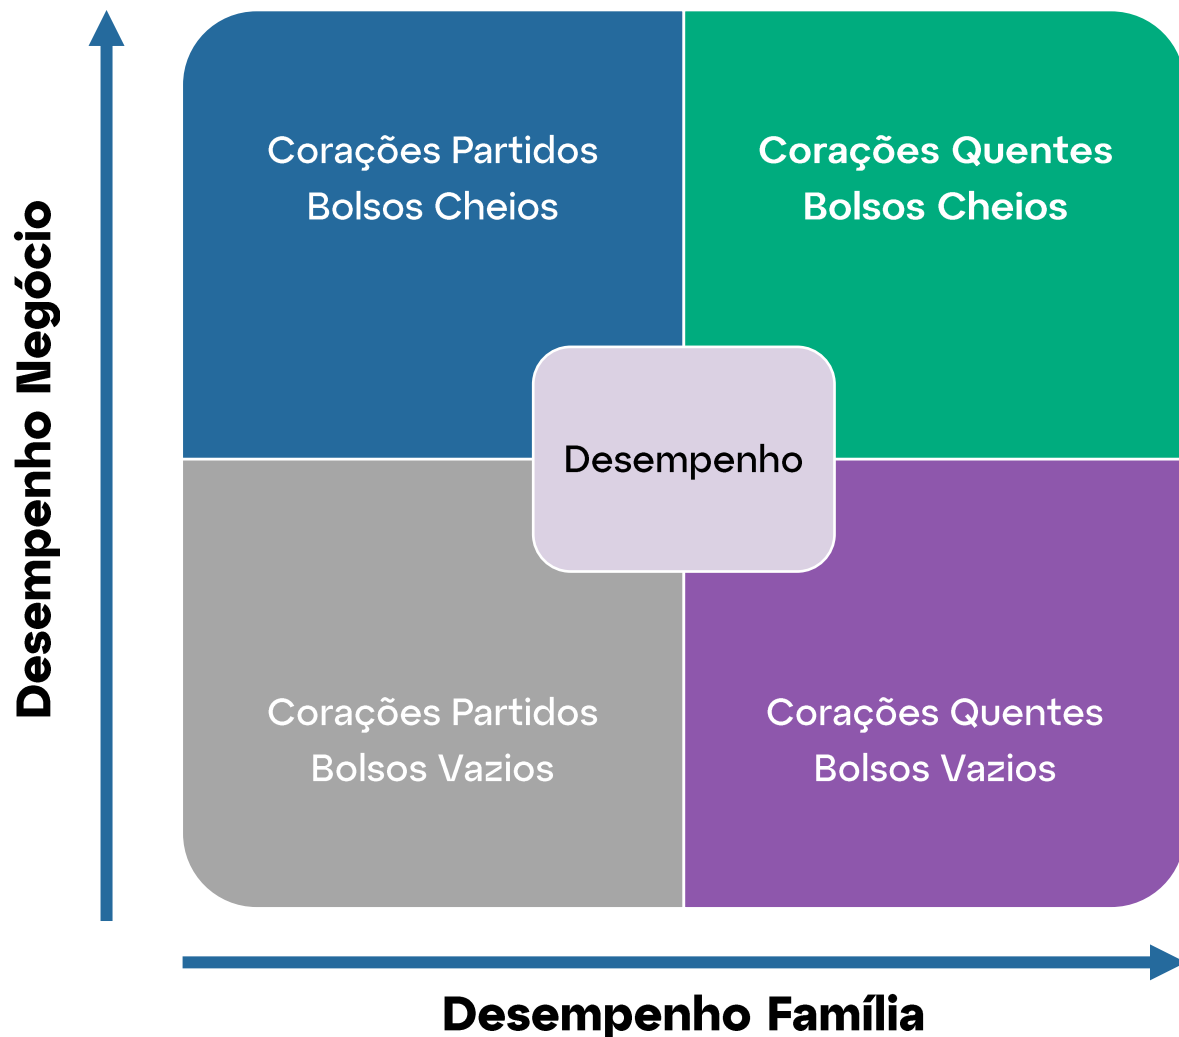 Desempenho Negócio
Corações Partidos
Bolsos Cheios
Corações Quentes
Bolsos Cheios
Desempenho
Corações Partidos
Bolsos Vazios
Corações Quentes
Bolsos Vazios
Desempenho Família